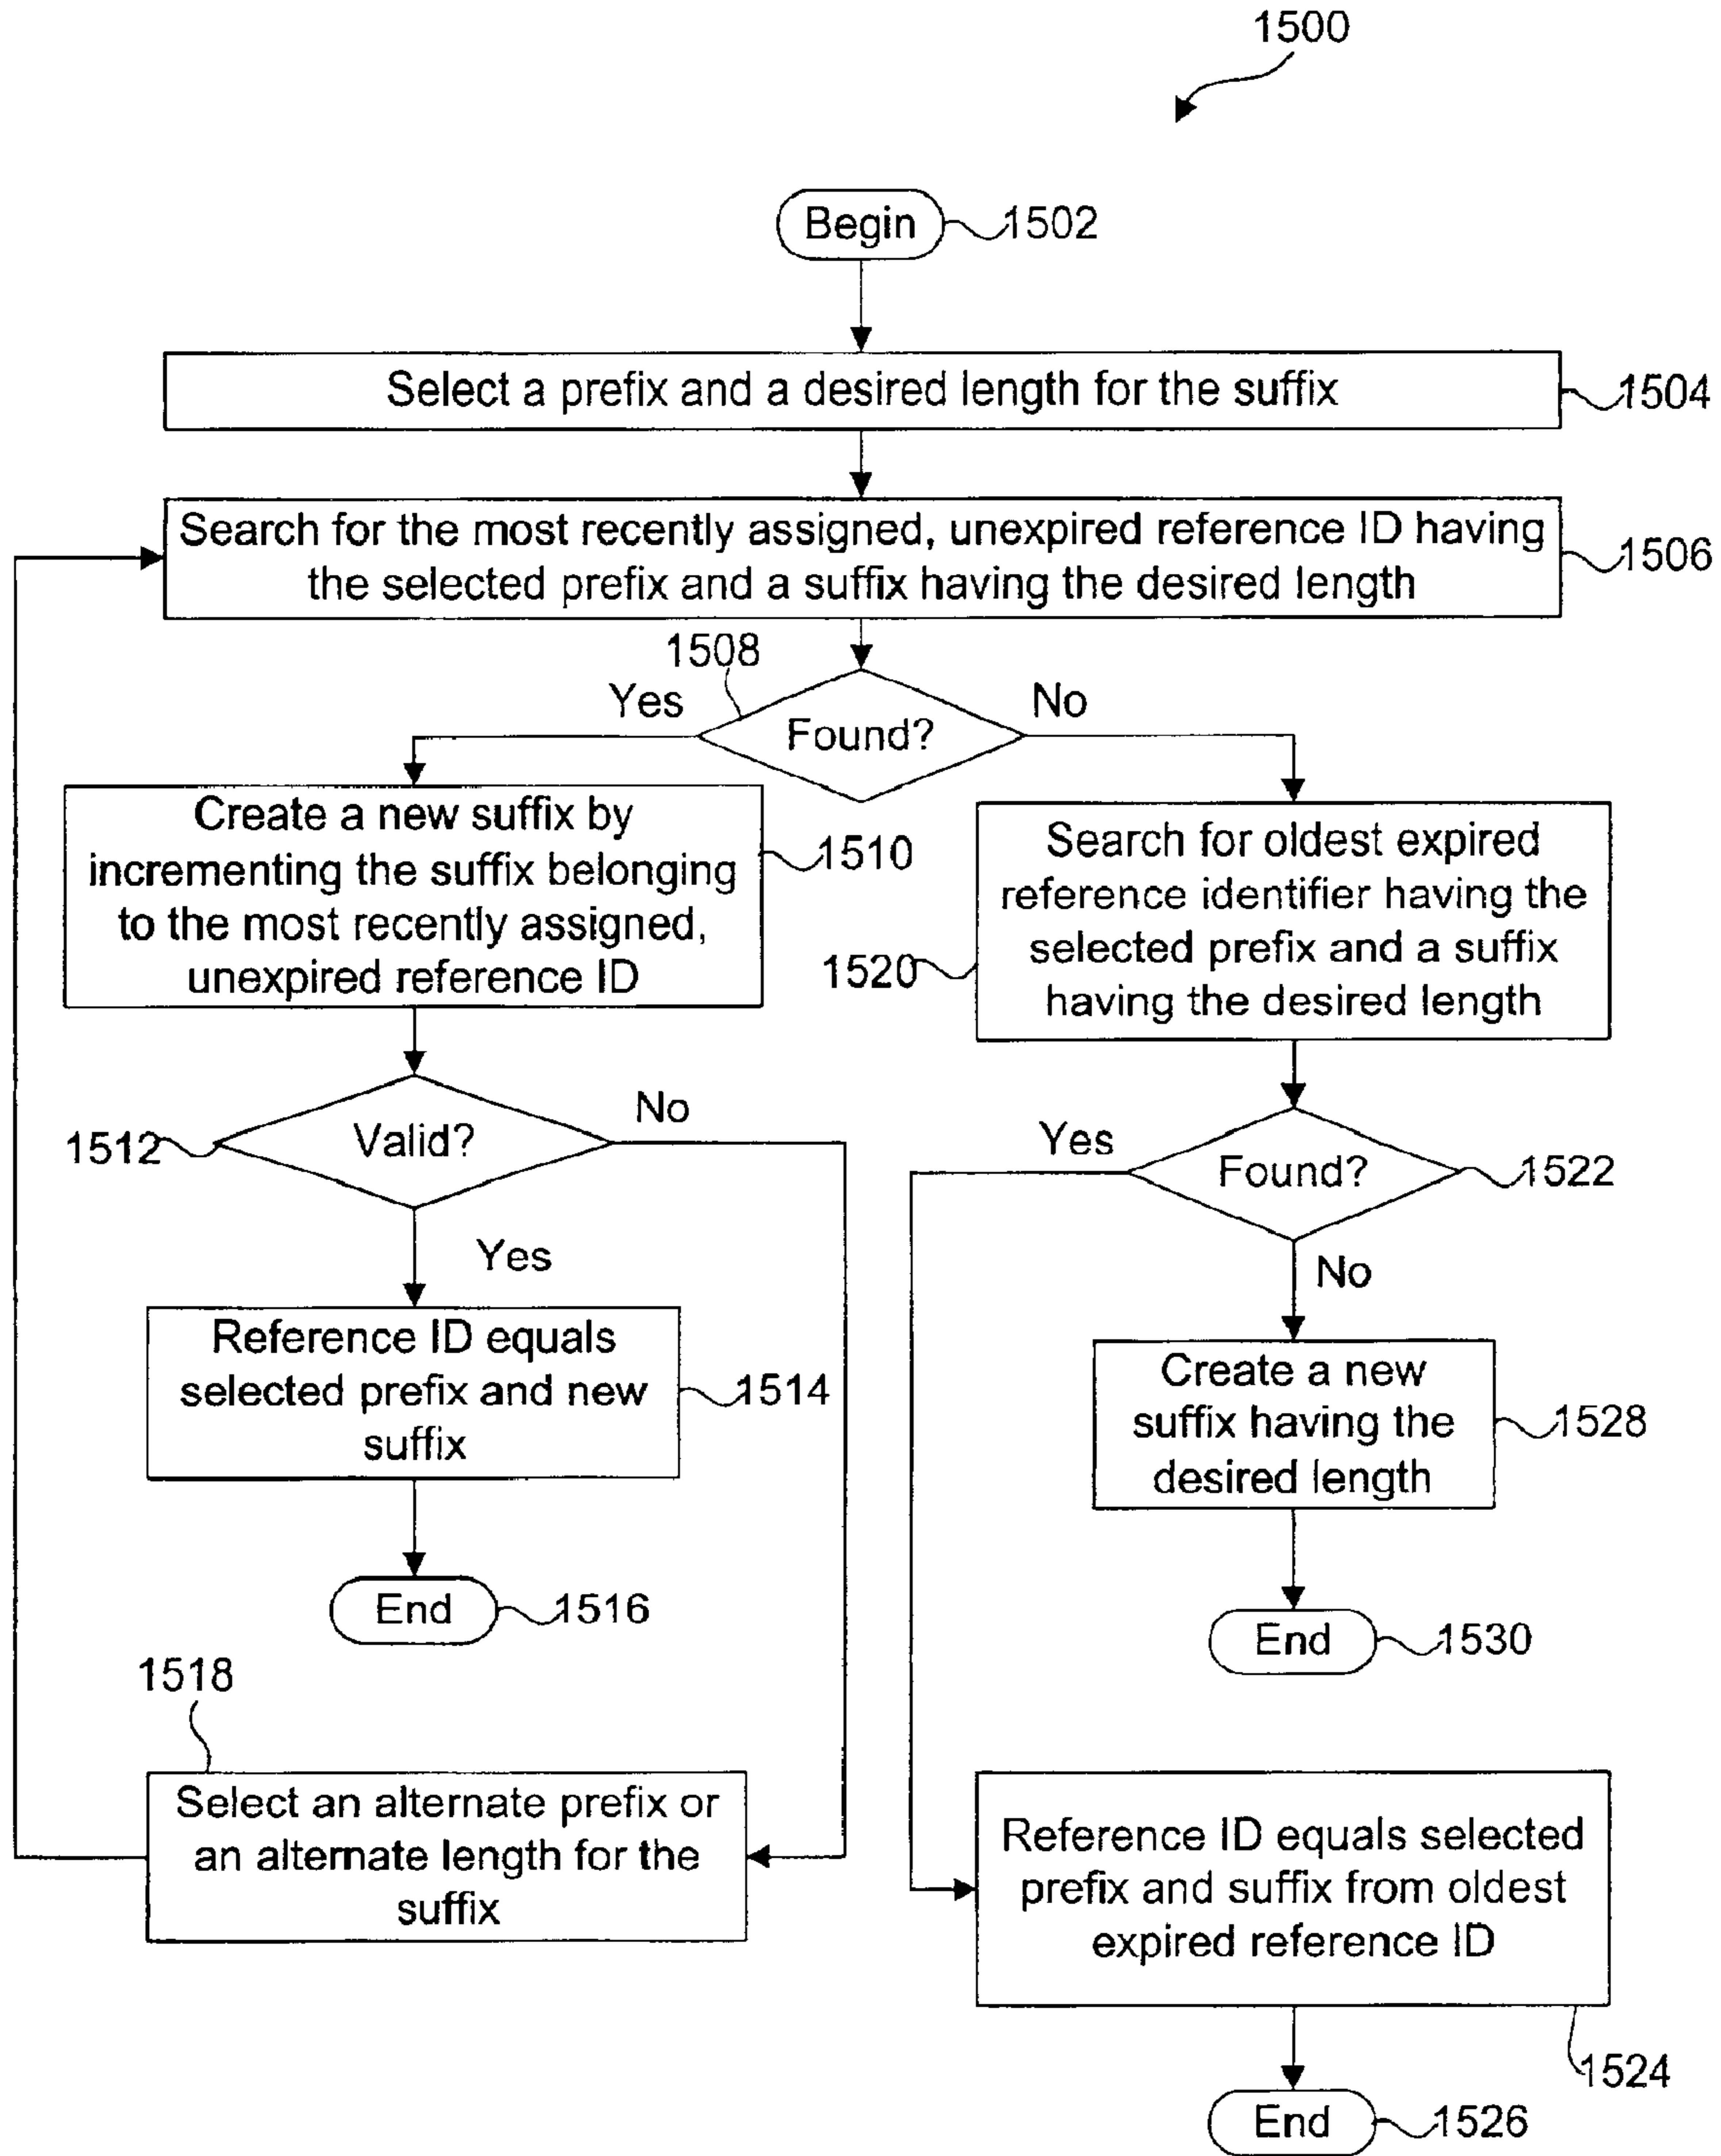 1500
Begin
1502
Select a prefix and a desired length for the suffix
1504
Search for the most recently assigned, unexpired reference ID having
the selected prefix and a suffix having the desired length
1506
1508
Yes
No
Found?
Create a new suffix by
incrementing the suffix belonging
to the most recently assigned,
unexpired reference ID
1510
Search for oldest expired
reference identifier having the
selected prefix and a suffix
having the desired length
1520
Valid?
1512
No
Yes
Yes
Found?
1522
No
Reference ID equals
selected prefix and new
suffix
1514
Create a new
suffix having the
desired length
1528
End
1516
End
1530
1518
Select an alternate prefix or
an alternate length for the
suffix
Reference ID equals selected
prefix and suffix from oldest
expired reference ID
1524
End
1526